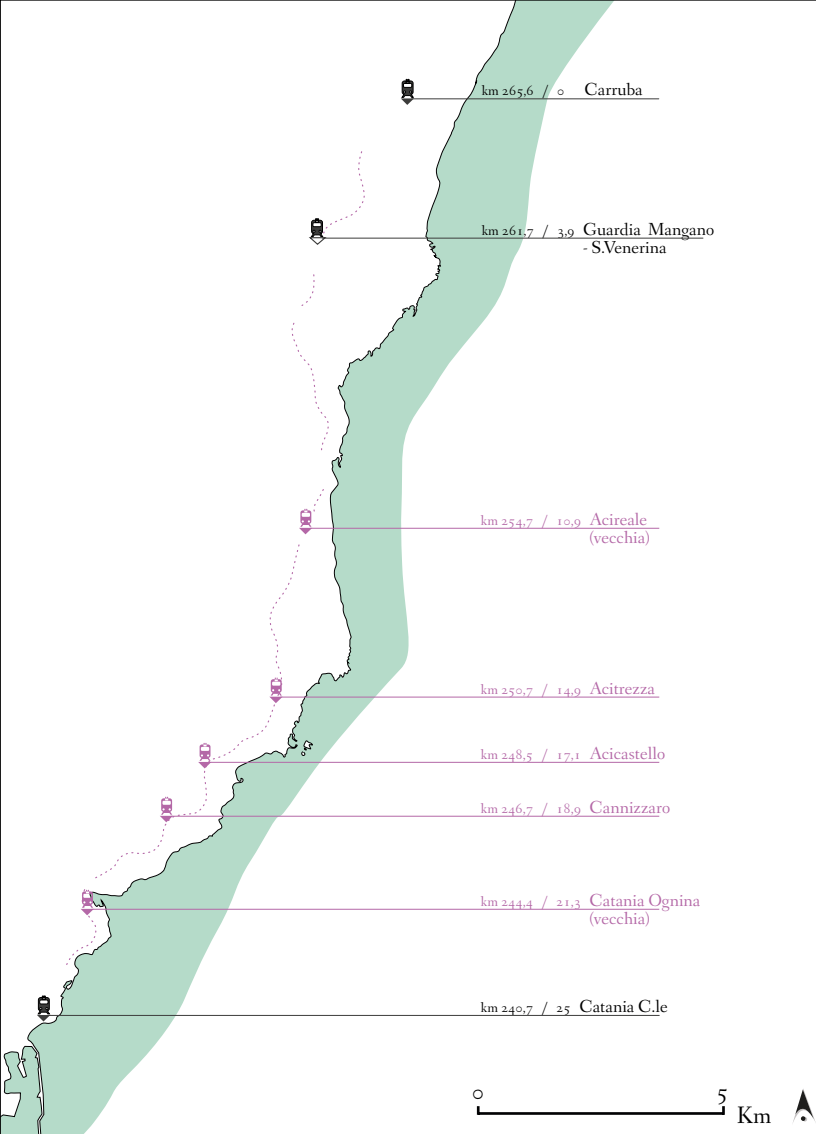 km 265,6 / 0 Carruba
km 261,7 / 3,9 Guardia Mangano
- S.Venerina
km 254,7 / 10,9 Acireale
(vecchia)
km 250,7 / 14,9 Acitrezza
km 248,5 / 17,1 Acicastello
km 246,7 / 18,9 Cannizzaro
km 244,4 / 21,3 Catania Ognina
(vecchia)
km 240,7 / 25 Catania C.le
0 5 Km